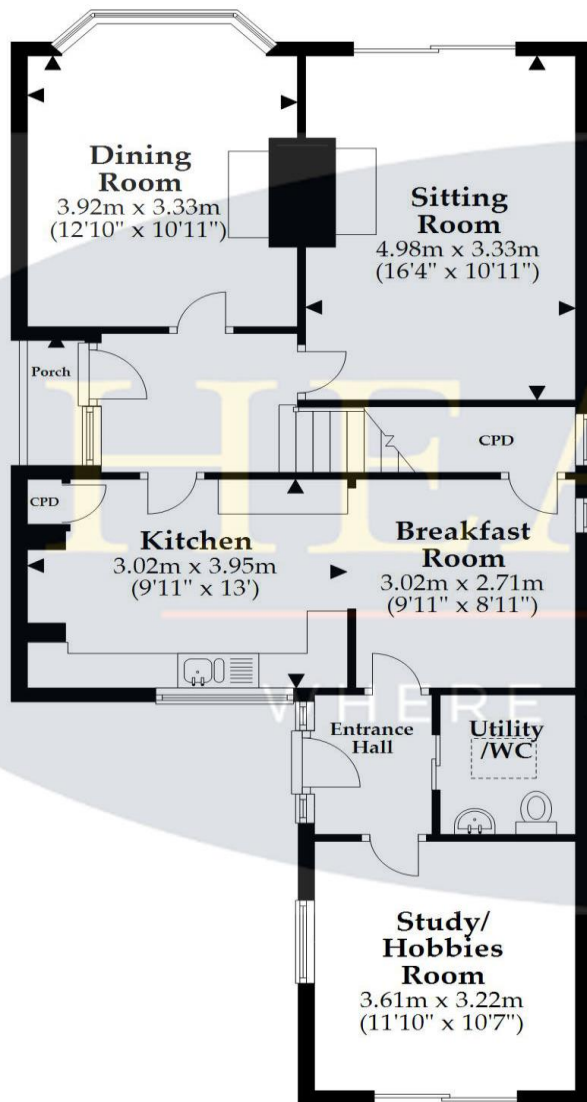 Dining
Room
3.92m x 3.33m
(12'10" x 10'11")
Sitting
Room
4.98m x 3.33m
(16'4" x 10'11")
Porch
HEA
CPD
CPD
Kitchen
3.02m x 3.95m
(9'11" x 13')
Breakfast
Room
3.02m x 2.71m
(9'11" x 8'11")
WHERE
Entrance
Hall
Utility
/WC
Study/
Hobbies
Room
3.61m x 3.22m
(11'10" x 10'7")